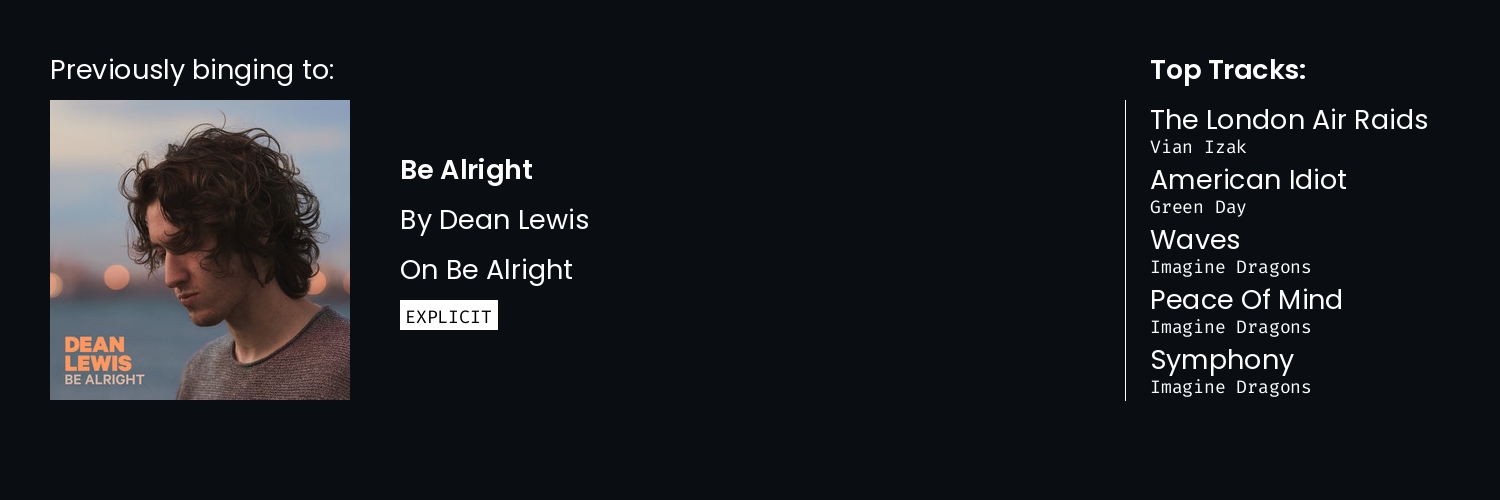 Previously binging to:
DEAN
LEWIS
BE ALRIGHT
Be Alright
By Dean Lewis
On Be Alright
EXPLICIT
Top Tracks:
The London Air Raids
Vian Izak
American Idiot
Green Day
Waves
Imagine Dragons
Peace Of Mind
Imagine Dragons
Symphony
Imagine Dragons